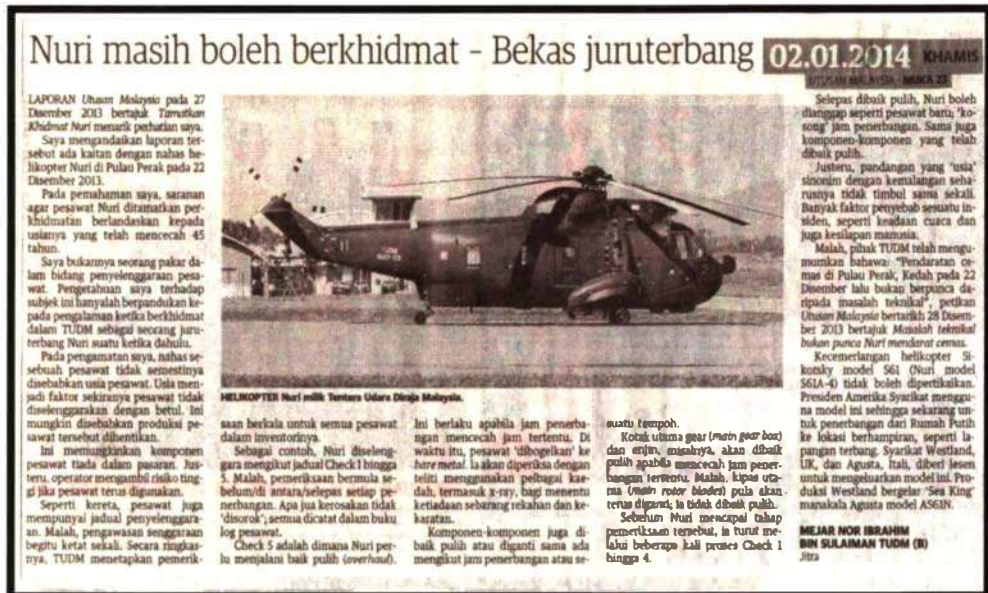 Nuri masih boleh berkhidmat - Bekas juruterbang
02.01.2014 KHAMIS
UTUSAN MALAYSIA - MUKA 23
LAPORAN Utusan Malaysia pada 27
Disember 2013 bertajuk Tamatkan
Khidmat Nuri menarik perhatian saya.
Saya mengandaikan laporan ter-
sebut ada kaitan dengan nahas he-
likopter Nuri di Pulau Perak pada 22
Disember 2013.
Pada pemahaman saya, saranan
agar pesawat Nuri ditamatkan per-
khidmatan berlandaskan kepada
usianya yang telah mencecah 45
tahun.
Saya bukannya seorang pakar da-
lam bidang penyelenggaraan pesa-
wat. Pengetahuan saya terhadap
subjek ini hanyalah berpandukan ke-
pada pengalaman ketika berkhidmat
dalam TUDM sebagai seorang juru-
terbang Nuri suatu ketika dahulu.
Pada pengamatan saya, nahas se-
sebuah pesawat tidak semestinya
disebabkan usia pesawat. Usia men-
jadi faktor sekiranya pesawat tidak
diselenggarakan dengan betul. Ini
mungkin disebabkan produksi pe-
sawat tersebut dihentikan.
Ini memungkinkan komponen
pesawat tiada dalam pasaran. Jus-
teru, operator mengambil risiko ting-
gi jika pesawat terus digunakan.
Seperti kereta, pesawat juga
mempunyai jadual penyelenggara-
an. Malah, pengawasan senggaraan
begitu ketat sekali. Secara ringkas-
nya, TUDM menetapkan pemerik-
HELIKOPTER Nuri milik Tentera Udara Diraja Malaysia.
saan berkala untuk semua pesawat
dalam inventorinya.
Sebagai contoh, Nuri diseleng-
gara mengikut jadual Check 1 hingga
5. Malah, pemeriksaan bermula se-
belum/di antara/selepas setiap pe-
nerbangan. Apa jua kerosakan tidak
'disorok'; semua dicatat dalam buku
log pesawat.
Check 5 adalah dimana Nuri per-
lu menjalani baik pulih (overhaul).
Ini berlaku apabila jam penerba-
ngan mencecah jam tertentu. Di
waktu itu, pesawat 'dibogelkan' ke
bare metal. Ia akan diperiksa dengan
teliti menggunakan pelbagai kae-
dah, termasuk x-ray, bagi menentu
ketiadaan sebarang rekahan dan ke-
karatan.
Komponen-komponen juga di-
baik pulih atau diganti sama ada
mengikut jam penerbangan atau se-
suatu tempoh.
Kotak utama gear (main gear box)
dan enjin, misalnya, akan dibaik
pulih apabila mencecah jam pener-
bangan tertentu. Malah, kipas uta-
ma (main rotor blades) pula akan
terus diganti; ia tidak dibaik pulih.
Sebelum Nuri mencapai tahap
pemeriksaan tersebut, ia turut me-
lalui beberapa kali proses Check 1
hingga 4.
Selepas dibaik pulih, Nuri boleh
dianggap seperti pesawat baru; 'ko-
song' jam penerbangan. Sama juga
komponen-komponen yang telah
dibaik pulih.
Justeru, pandangan yang 'usia'
sinonim dengan kemalangan seha-
rusnya tidak timbul sama sekali.
Banyak faktor penyebab sesuatu in-
siden, seperti keadaan cuaca dan
juga kesilapan manusia.
Malah, pihak TUDM telah mengu-
mumkan bahawa: "Pendaratan ce-
mas di Pulau Perak, Kedah pada 22
Disember lalu bukan berpunca da-
ripada masalah teknikal", petikan
Utusan Malaysia bertarikh 28 Disem-
ber 2013 bertajuk Masalah teknikal
bukan punca Nuri mendarat cemas.
Kecemerlangan helikopter Si-
korsky model S61 (Nuri model
S61A-4) tidak boleh dipertikaikan.
Presiden Amerika Syarikat menggu-
na model ini sehingga sekarang un-
tuk penerbangan dari Rumah Putih
ke lokasi berhampiran, seperti la-
pangan terbang. Syarikat Westland,
UK, dan Agusta, Itali, diberi lesen
untuk mengeluarkan model ini. Pro-
duksi Westland bergelar 'Sea King'
manakala Agusta model AS61N.
MEJAR NOR IBRAHIM
BIN SULAIMAN TUDM (B)
Jitra